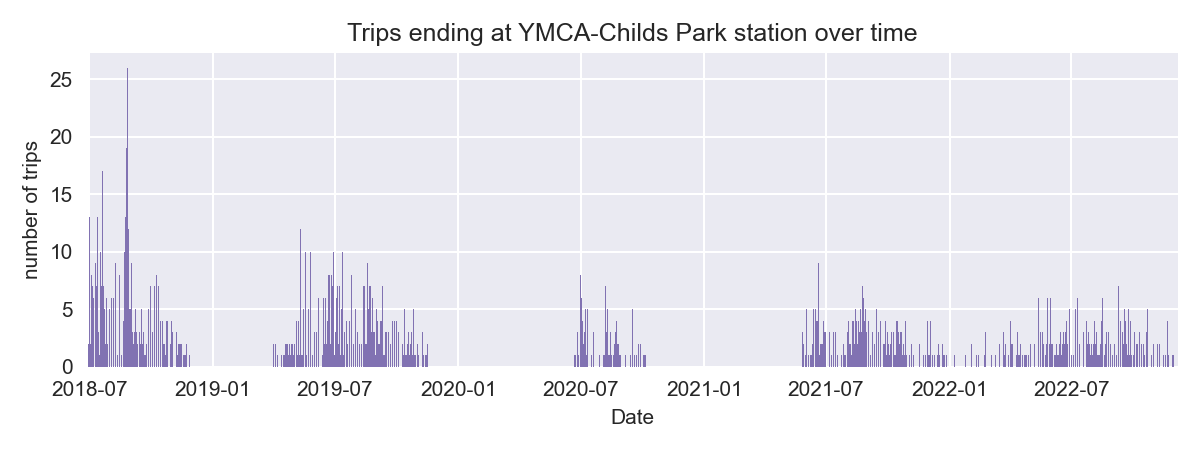 Trips ending at YMCA-Childs Park station over time
number of trips
25
20
15
10
5
0
2018-07 2019-01 2019-07 2020-01 2020-07 2021-01 2021-07 2022-01 2022-07
Date